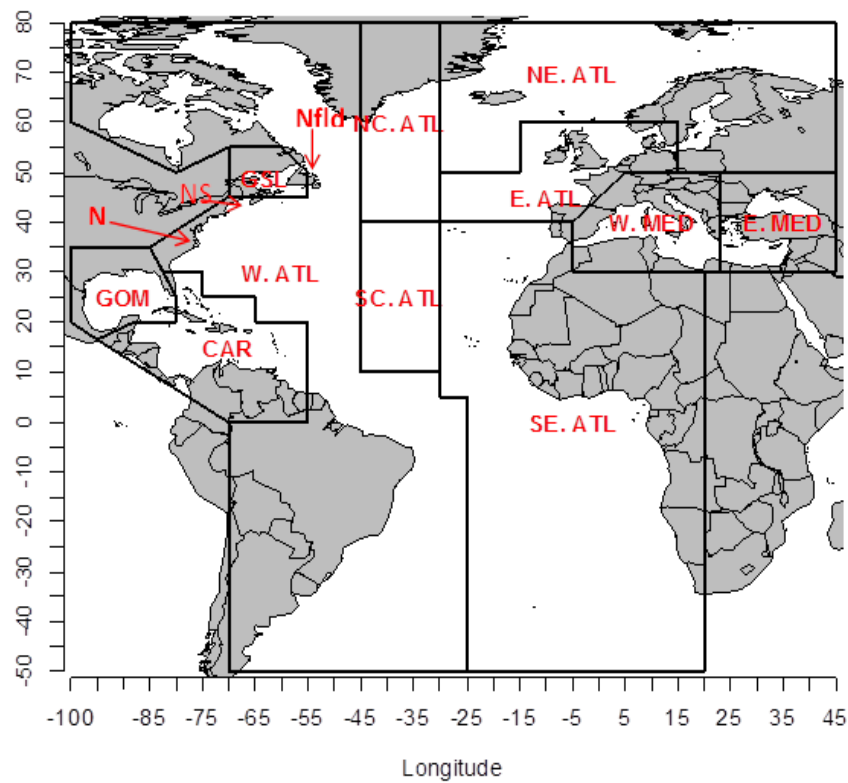 80
70
60
50
40
30
20
10
0
-10
-20
-30
-40
-50
NE. ATL
Nfld
NC. ATL
GSL
NS
E. ATL
N
W. MED
E. MED
W. ATL
GOM
SC. ATL
CAR
SE. ATL
-100 -85 -75 -65 -55 -45 -35 -25 -15 -5 5 15 25 35 45
Longitude